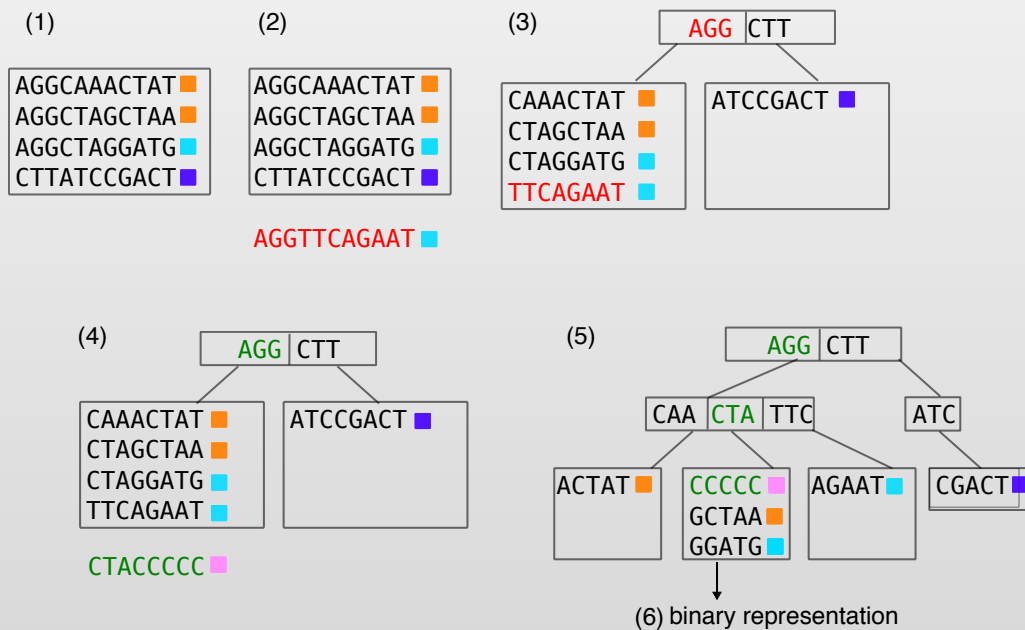 (1)
AGGCAAACTAT
AGGCTAGCTAA
AGGCTAGGATG
CTTATCCGACT
(2)
AGGCAAACTAT
AGGCTAGCTAA
AGGCTAGGATG
CTTATCCGACT
AGGTTCAGAAT
(3)
AGG CTT
CAAACTAT
CTAGCTAA
CTAGGATG
TTCAGAAT
ATCCGACT
(4)
AGG CTT
CAAACTAT
CTAGCTAA
CTAGGATG
TTCAGAAT
ATCCGACT
CTACCCCC
(5)
AGG CTT
CAA CTA TTC
ATC
ACTAT
CCCCC
GCTAA
GGATG
AGAAT
CGACT
(6) binary representation